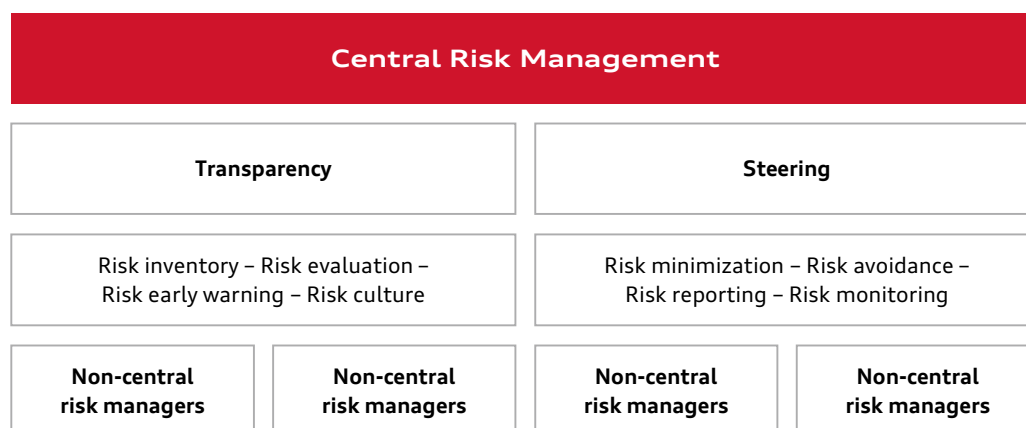 Central Risk Management
Transparency
Steering
Risk inventory – Risk evaluation –
Risk early warning – Risk culture
Risk minimization – Risk avoidance –
Risk reporting – Risk monitoring
Non-central
risk managers
Non-central
risk managers
Non-central
risk managers
Non-central
risk managers